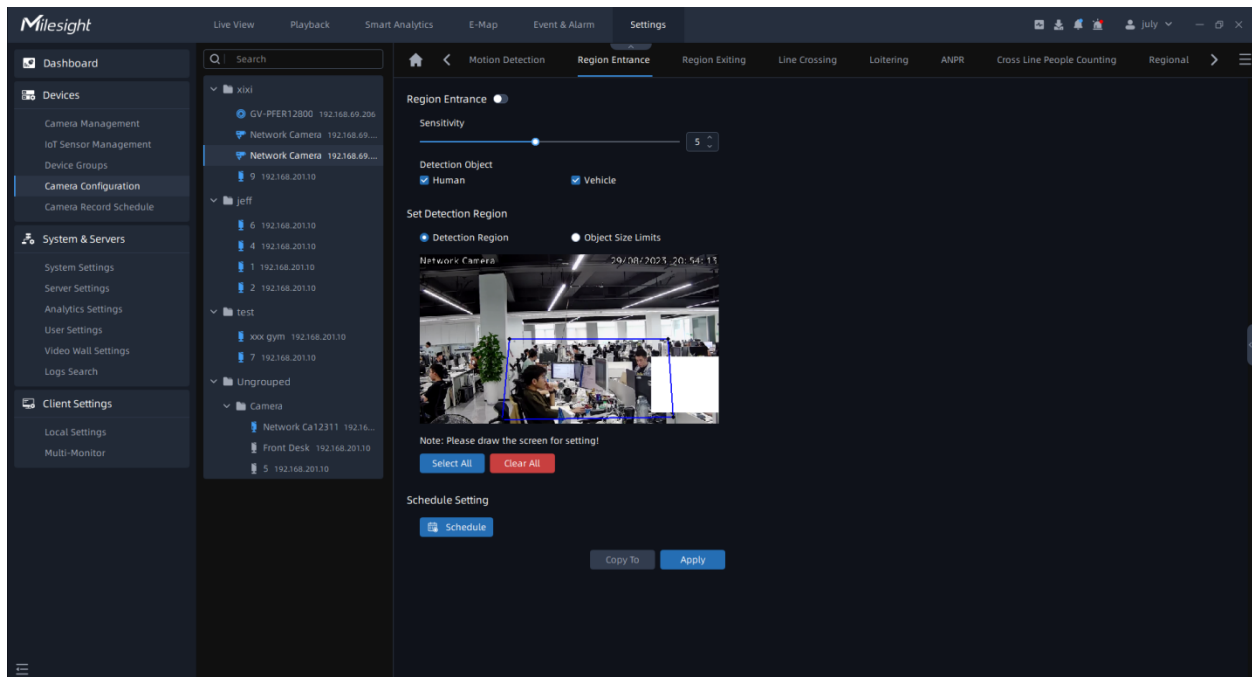 Milesight
Live View Playback Smart Analytics E-Map Event & Alarm Settings july
Dashboard
Devices
Camera Management
IoT Sensor Management
Device Groups
Camera Configuration
Camera Record Schedule
System & Servers
System Settings
Server Settings
Analytics Settings
User Settings
Video Wall Settings
Logs Search
Client Settings
Local Settings
Multi-Monitor
Search
xixi
GV-PFER12800 192.168.69.206
Network Camera 192.168.69....
Network Camera 192.168.69....
9 192.168.201.10
jeff
6 192.168.201.10
4 192.168.201.10
1 192.168.201.10
2 192.168.201.10
test
xxx gym 192.168.201.10
7 192.168.201.10
Ungrouped
Camera
Network Ca12311 192.16...
Front Desk 192.168.201.10
5 192.168.201.10
Motion Detection Region Entrance Region Exiting Line Crossing Loitering ANPR Cross Line People Counting Regional
Region Entrance
Sensitivity
5
Detection Object
Human Vehicle
Set Detection Region
Detection Region Object Size Limits
Network Camera 29/08/2023 20:54:13
Note: Please draw the screen for setting!
Select All Clear All
Schedule Setting
Schedule
Copy To Apply